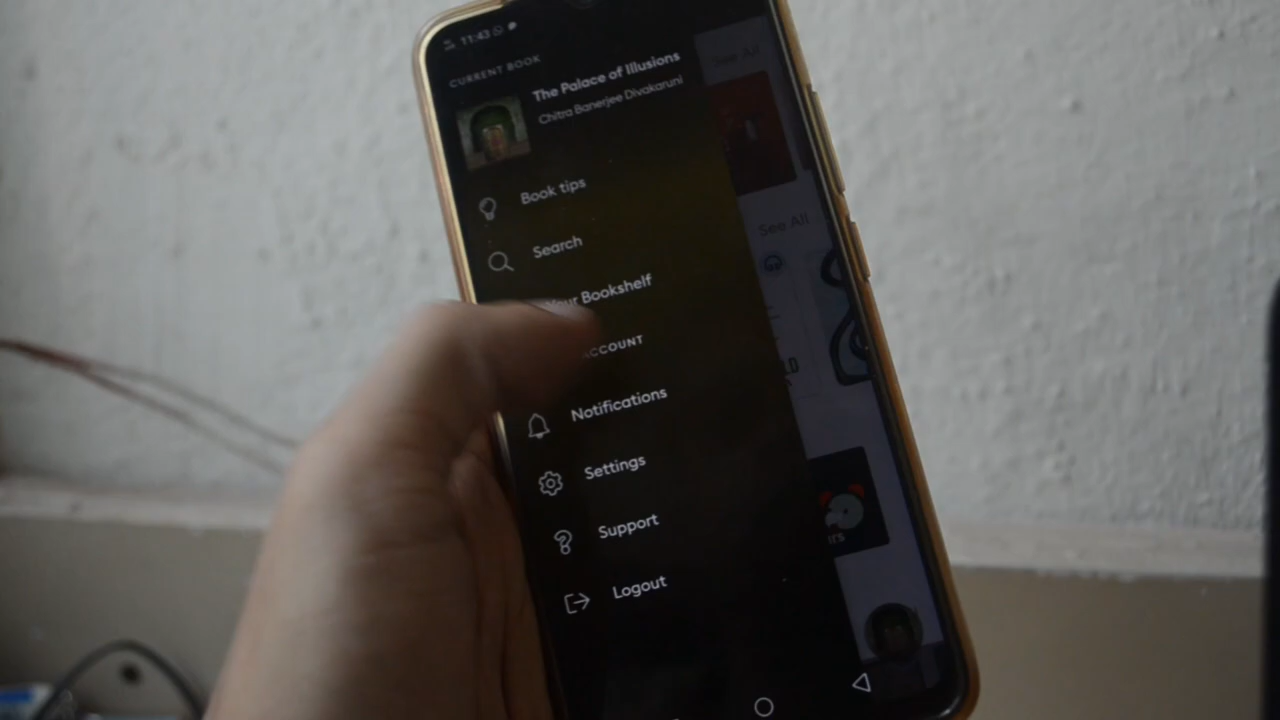 11:43
CURRENT BOOK
The Palace of Illusions
Chitra Banerjee Divakaruni
See All
Book tips
Search
See All
Your Bookshelf
ACCOUNT
Notifications
Settings
Support
Logout